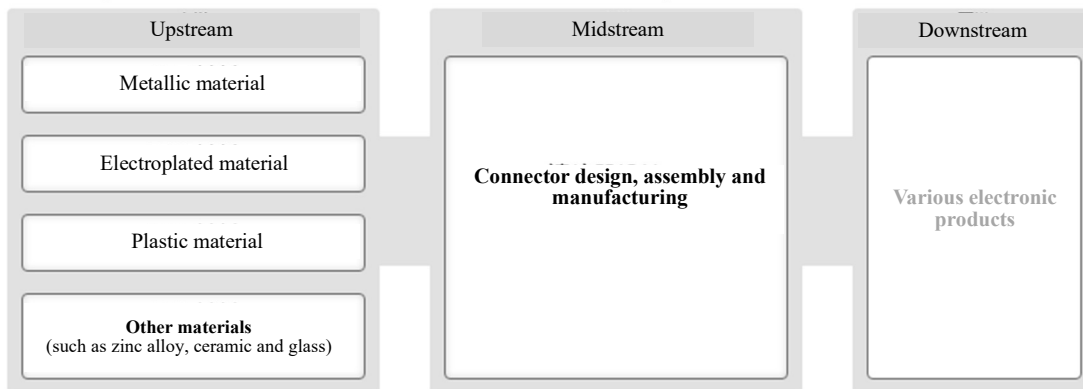 Upstream
Midstream
Downstream
Metallic material
Electroplated material
Plastic material
Other materials
(such as zinc alloy, ceramic and glass)
Connector design, assembly and
manufacturing
Various electronic
products